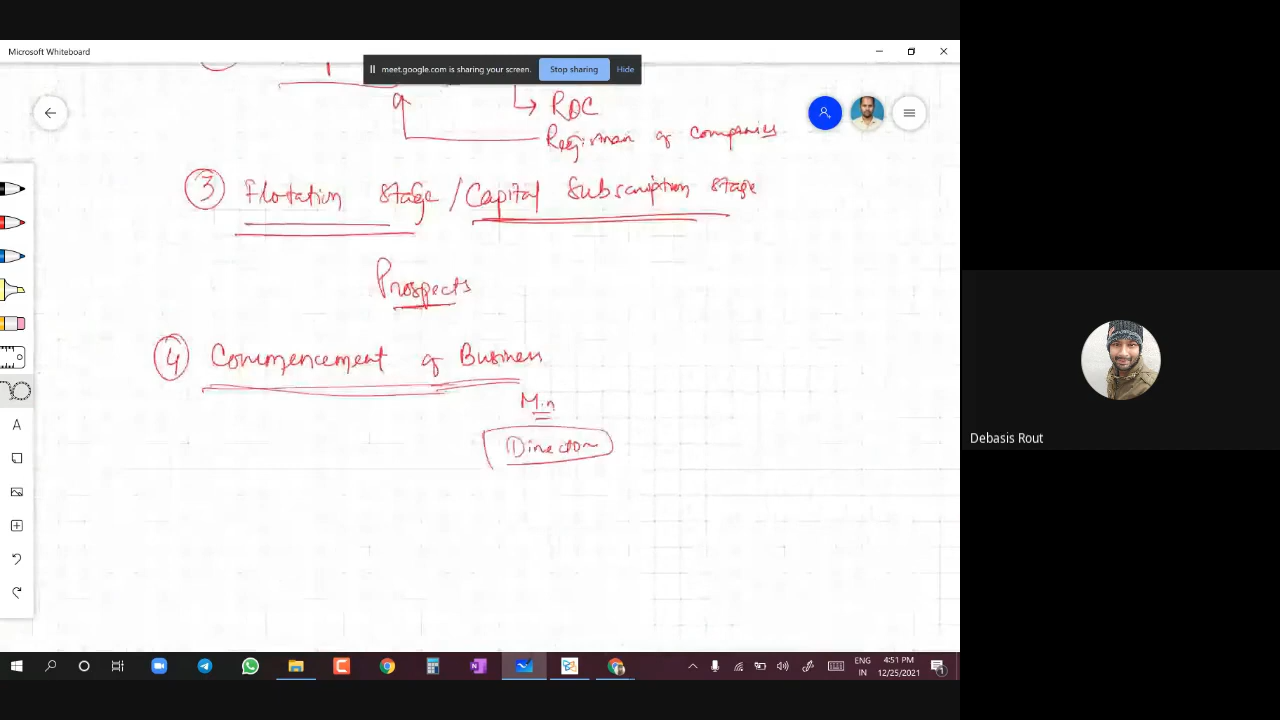 Microsoft Whiteboard
meet.google.com is sharing your screen.
Stop sharing
Hide
ROC
of Companies
3 Flotation Stage / Capital Subscription Stage
Prospects
4 Commencement of Business
Min
Director
Debasis Rout
A
ENG
IN
4:51 PM
12/25/2021
1